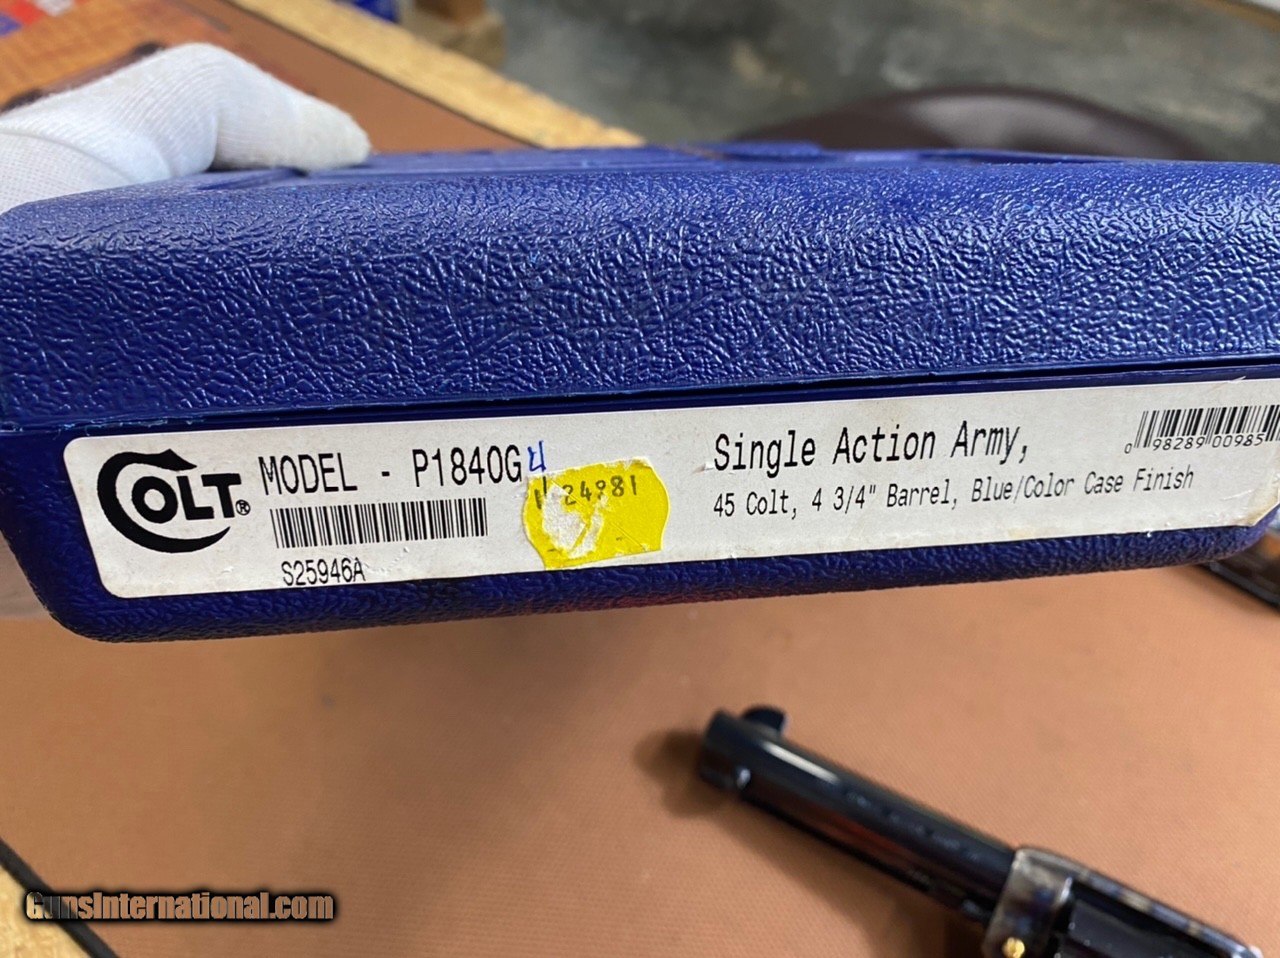 COLT®
MODEL - P1840G4
S25946A
24981
Single Action Army,
45 Colt, 4 3/4" Barrel, Blue/Color Case Finish
0 98289 00985
GunsInternational.com